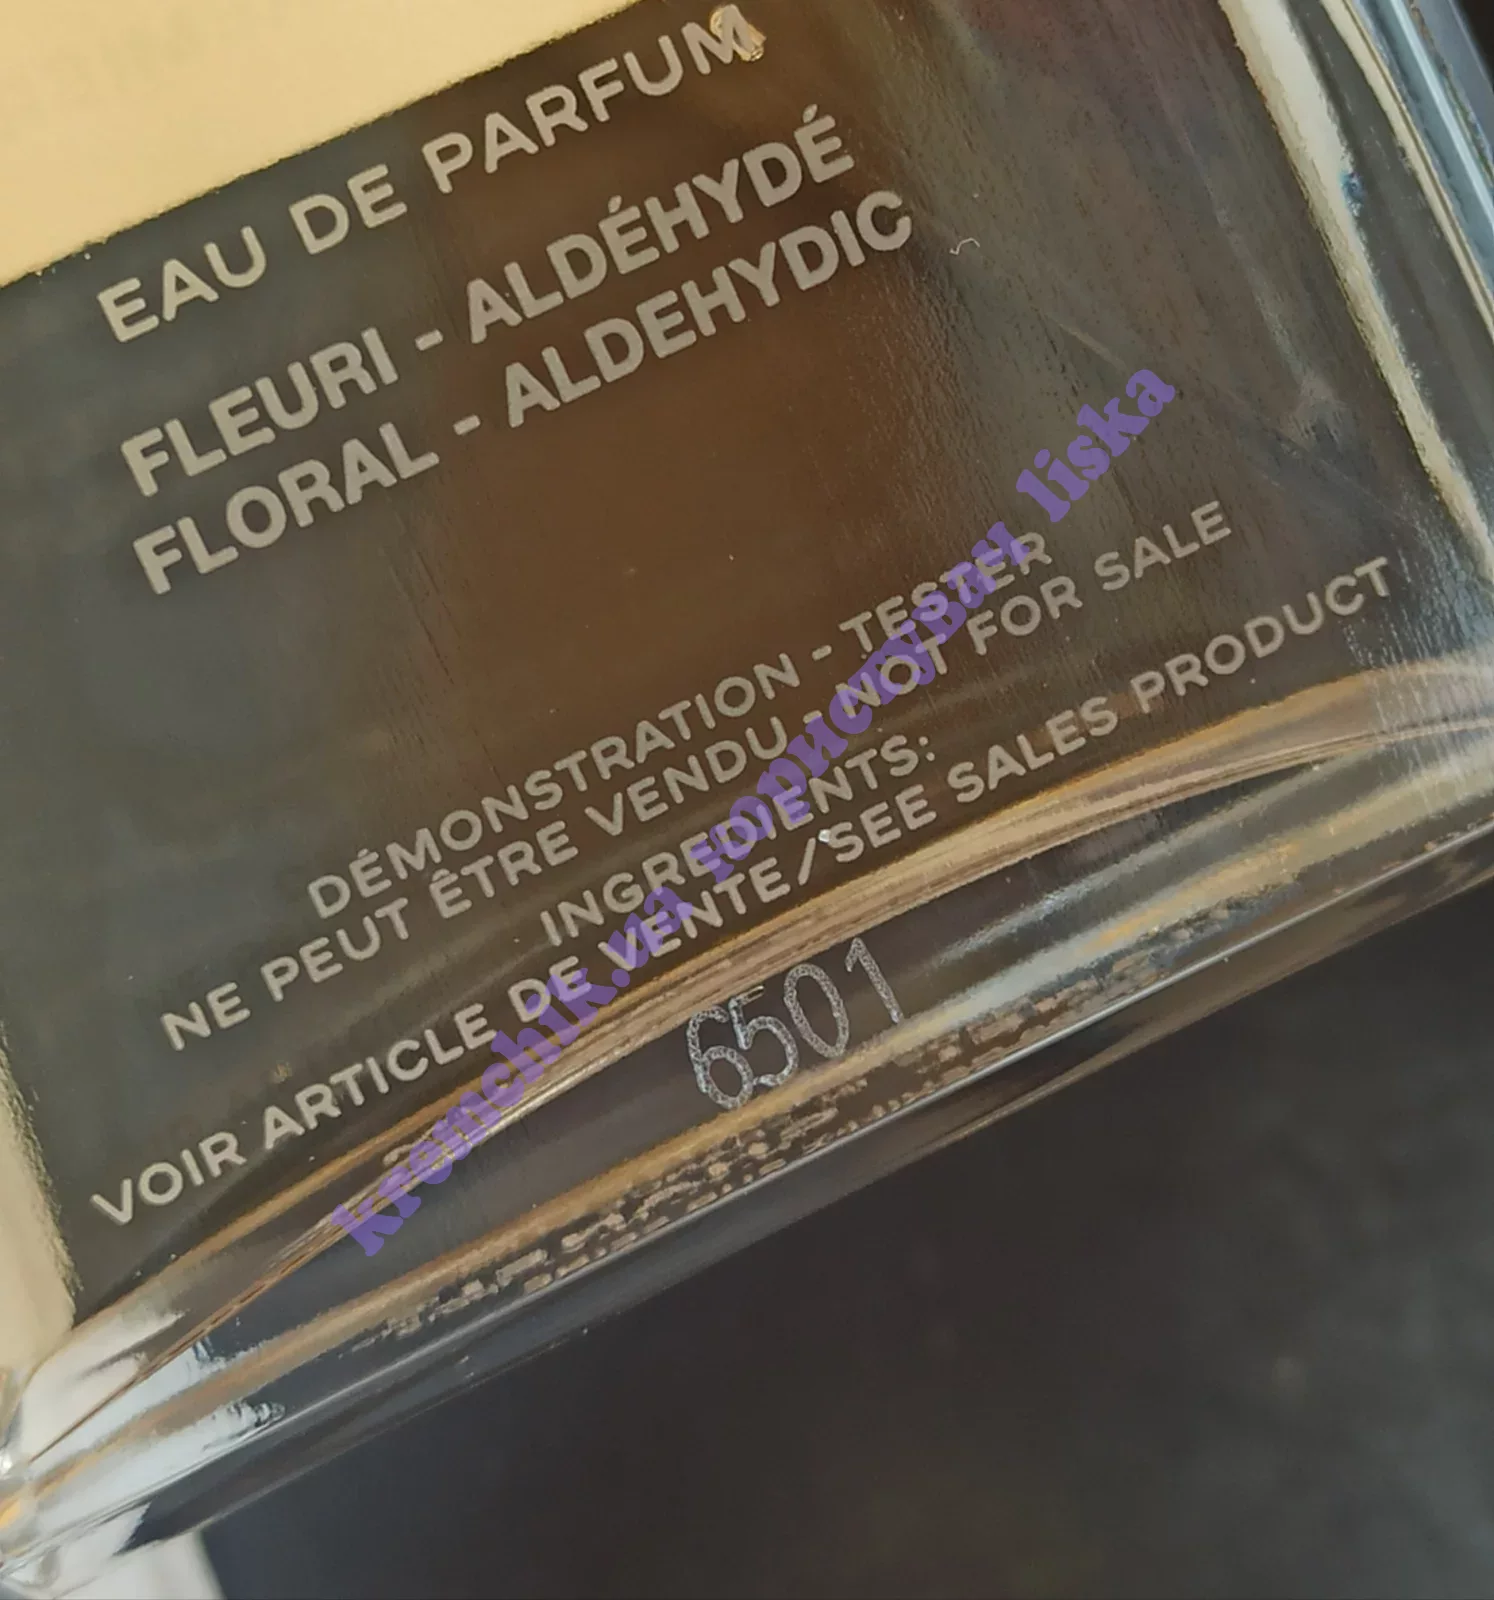 EAU DE PARFUM
FLEURI - ALDÉHYDÉ
FLORAL - ALDEHYDIC
DÉMONSTRATION - TESTER
NE PEUT ÊTRE VENDU - NOT FOR SALE
INGREDIENTS:
VOIR ARTICLE DE VENTE/SEE SALES PRODUCT
6501
kremchik.ua користувач liska